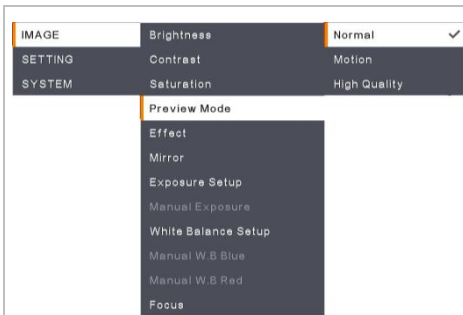 IMAGE
SETTING
SYSTEM
Brightness
Contrast
Saturation
Preview Mode
Effect
Mirror
Exposure Setup
Manual Exposure
White Balance Setup
Manual W.B Blue
Manual W.B Red
Focus
Normal
Motion
High Quality